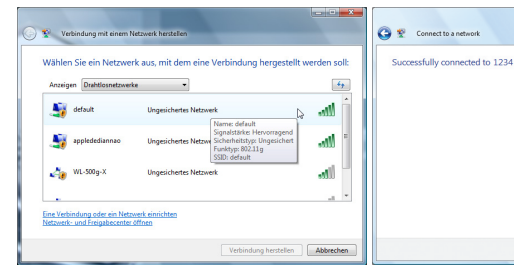 Verbindung mit einem Netzwerk herstellen
Wählen Sie ein Netzwerk aus, mit dem eine Verbindung hergestellt werden soll:
Anzeigen Drahtlosnetzwerke
default Ungesichertes Netzwerk
Name: default
Signalstärke: Hervorragend
applediannao Ungesichertes Netzwe
Sicherheitstyp: Ungesichert
Funktyp: 802.11g
SSID: default
WL-500g-X Ungesichertes Netzwerk
Eine Verbindung oder ein Netzwerk einrichten
Netzwerk- und Freigabecenter öffnen
Verbindung herstellen Abbrechen
Connect to a network
Successfully connected to 1234